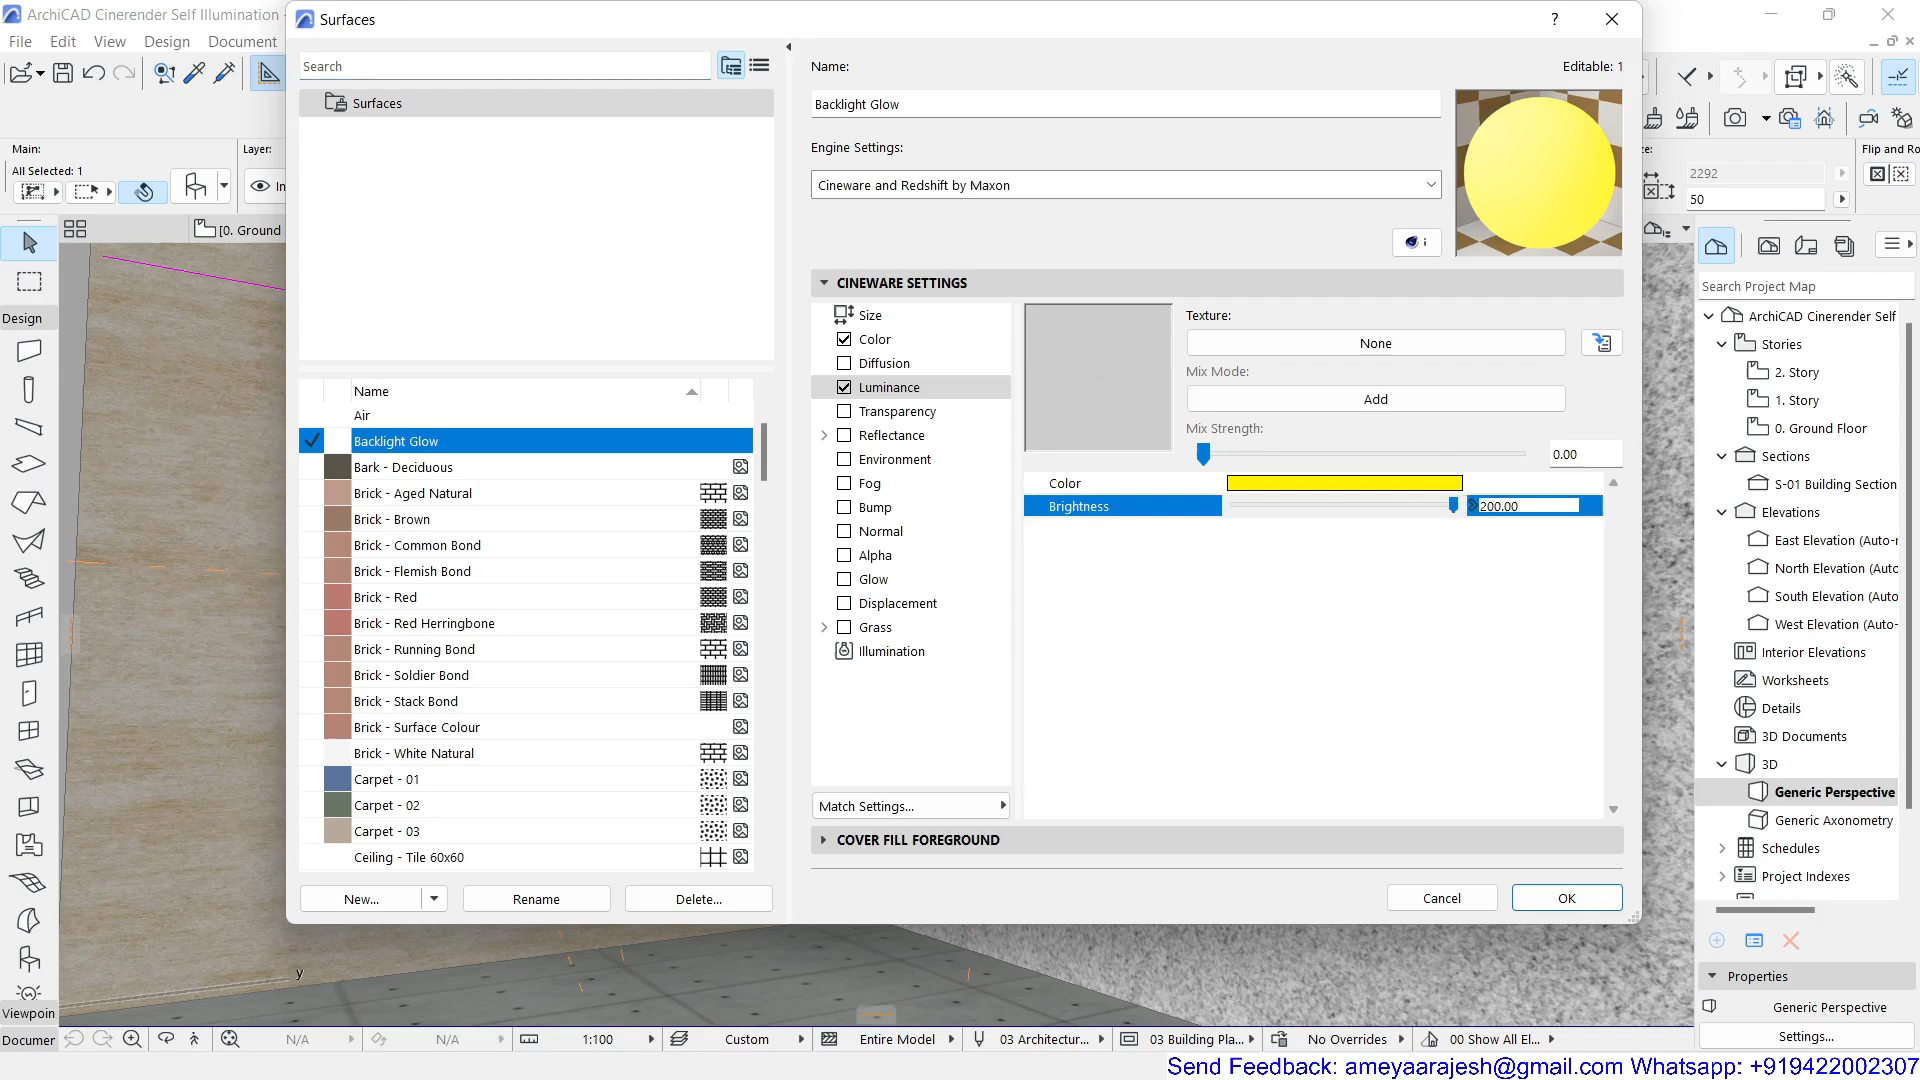 ArchiCAD Cinerender Self Illumination -
File Edit View Design Document
Surfaces
?
Search
Surfaces
Name:
Editable: 1
Backlight Glow
Engine Settings:
Cineware and Redshift by Maxon
i
CINEWARE SETTINGS
Size
Color
Diffusion
Luminance
Transparency
Reflectance
Environment
Fog
Bump
Normal
Alpha
Glow
Displacement
Grass
Illumination
Match Settings...
Texture:
None
Mix Mode:
Add
Mix Strength:
0.00
Color
Brightness
200.00
COVER FILL FOREGROUND
Cancel
OK
Name
Air
Backlight Glow
Bark - Deciduous
Brick - Aged Natural
Brick - Brown
Brick - Common Bond
Brick - Flemish Bond
Brick - Red
Brick - Red Herringbone
Brick - Running Bond
Brick - Soldier Bond
Brick - Stack Bond
Brick - Surface Colour
Brick - White Natural
Carpet - 01
Carpet - 02
Carpet - 03
Ceiling - Tile 60x60
New...
Rename
Delete...
Main:
All Selected: 1
Layer:
In
[0. Ground
Design
Viewpoin
Documer
y
ze:
2292
50
Flip and Ro
Search Project Map
ArchiCAD Cinerender Self
Stories
2. Story
1. Story
0. Ground Floor
Sections
S-01 Building Section
Elevations
East Elevation (Auto-r
North Elevation (Autc
South Elevation (Auto
West Elevation (Auto-
Interior Elevations
Worksheets
Details
3D Documents
3D
Generic Perspective
Generic Axonometry
Schedules
Project Indexes
Properties
Generic Perspective
Settings...
N/A
N/A
1:100
Custom
Entire Model
03 Architectur...
03 Building Pla...
No Overrides
00 Show All El...
Send Feedback: ameyaarajesh@gmail.com Whatsapp: +919422002307